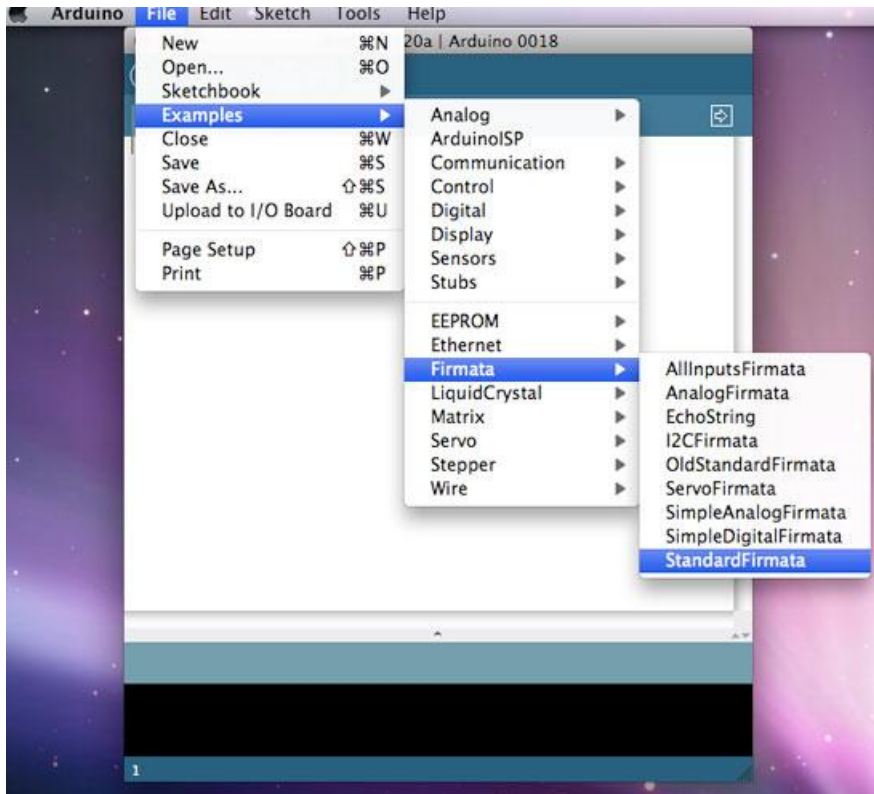 Arduino File Edit Sketch Tools Help
20a | Arduino 0018
New ⌘N
Open... ⌘O
Sketchbook
Examples
Close ⌘W
Save ⌘S
Save As... ⇧⌘S
Upload to I/O Board ⌘U
Page Setup ⇧⌘P
Print ⌘P
Analog
ArduinoISP
Communication
Control
Digital
Display
Sensors
Stubs
EEPROM
Ethernet
Firmata
LiquidCrystal
Matrix
Servo
Stepper
Wire
AllInputsFirmata
AnalogFirmata
EchoString
I2CFirmata
OldStandardFirmata
ServoFirmata
SimpleAnalogFirmata
SimpleDigitalFirmata
StandardFirmata
1